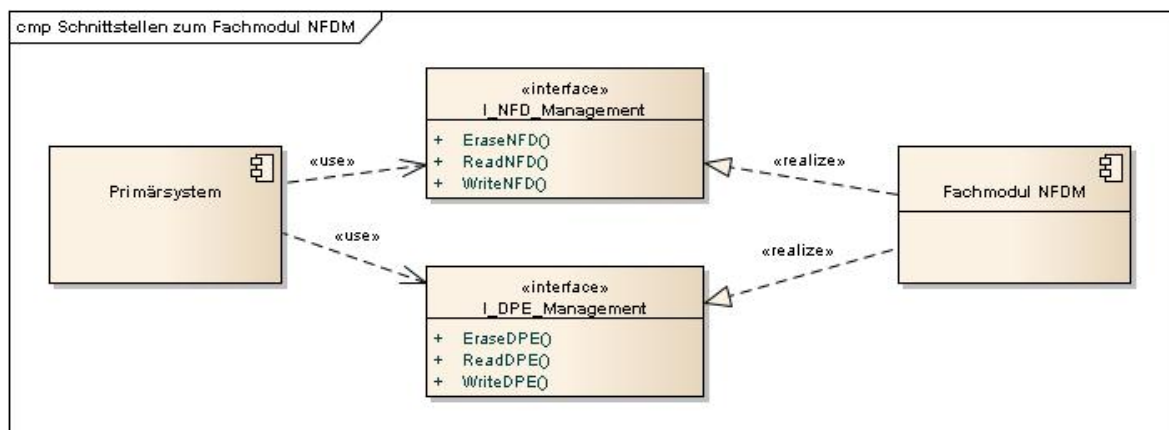 cmp Schnittstellen zum Fachmodul NFDM
«interface»
I_NFD_Management
+ EraseNFD()
+ ReadNFD()
+ WriteNFD()
«use»
«realize»
Primärsystem
Fachmodul NFDM
«use»
«realize»
«interface»
I_DPE_Management
+ EraseDPE()
+ ReadDPE()
+ WriteDPE()